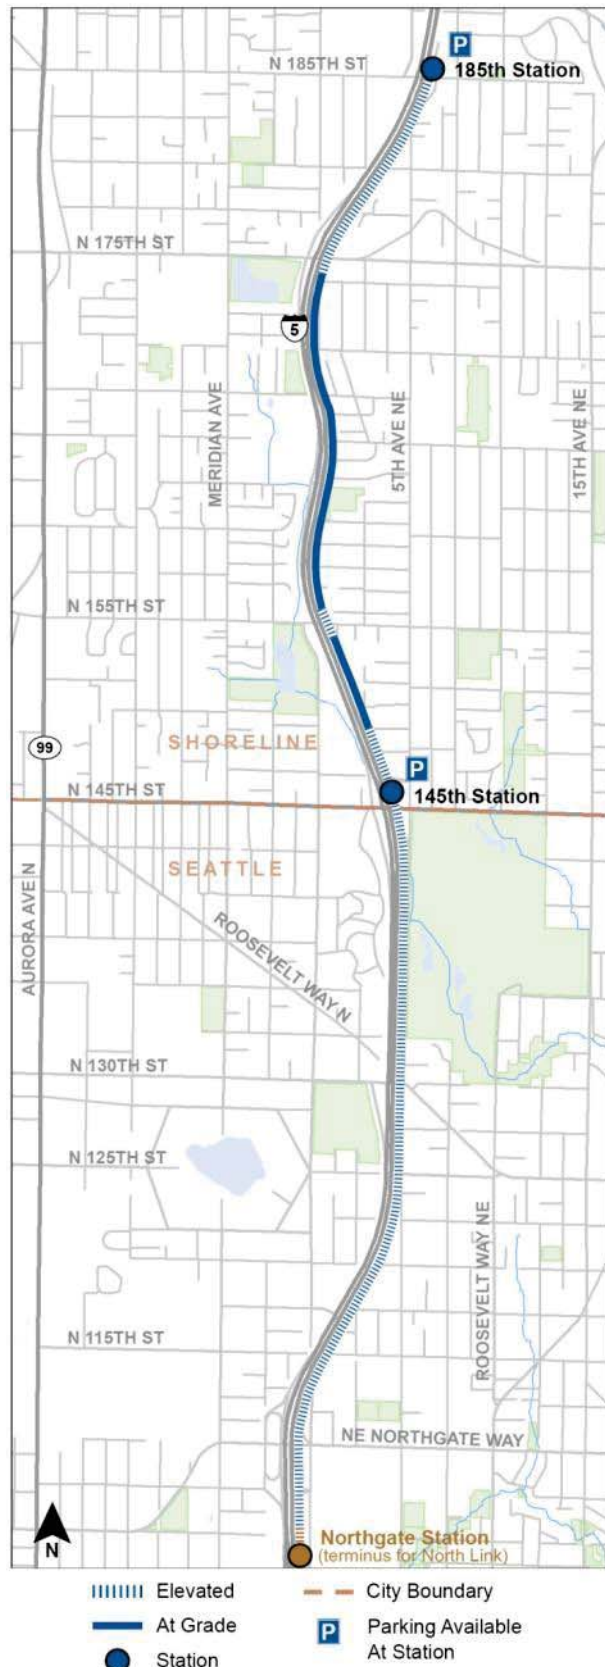 P
N 185TH ST
185th Station
N 175TH ST
5
MERIDIAN AVE
5TH AVE NE
15TH AVE NE
N 155TH ST
SHORELINE
99
P
N 145TH ST
145th Station
SEATTLE
AURORA AVE N
ROOSEVELT WAY N
N 130TH ST
N 125TH ST
ROOSEVELT WAY NE
N 115TH ST
NE NORTHGATE WAY
N
Northgate Station
(terminus for North Link)
Elevated
City Boundary
At Grade
P
Parking Available
At Station
Station